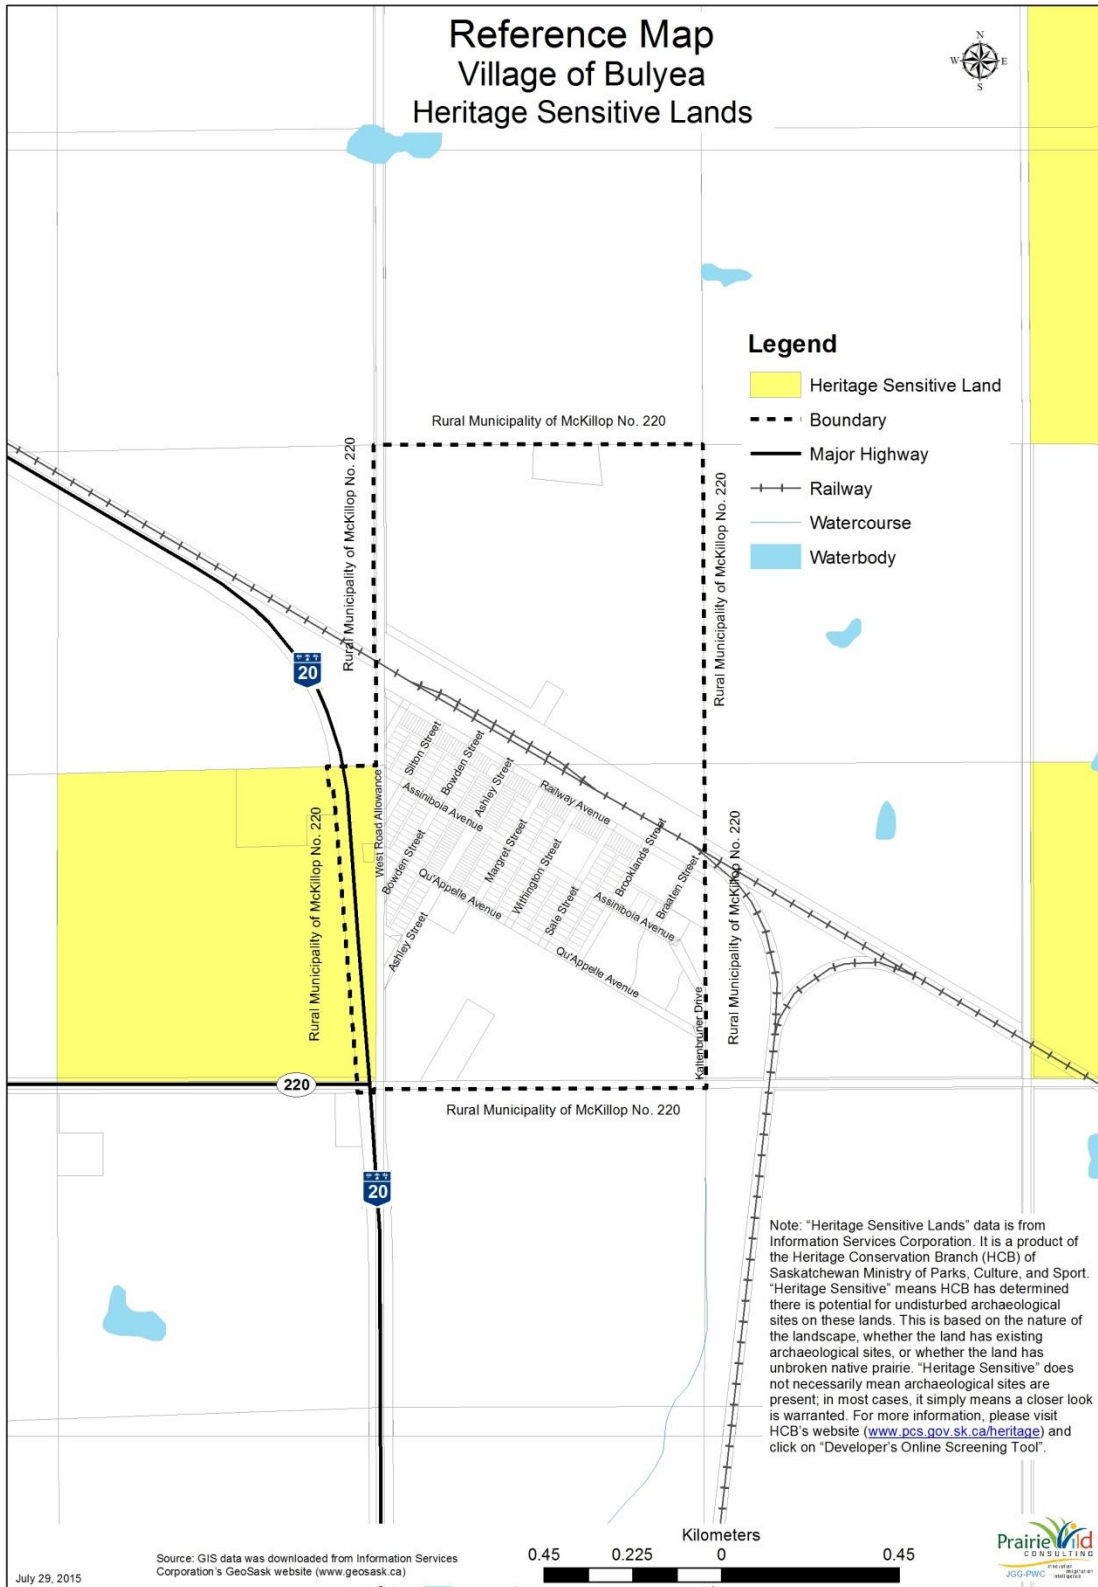 Reference Map
Village of Bulyea
Heritage Sensitive Lands
N
W
E
S
Legend
Heritage Sensitive Land
Boundary
Major Highway
Railway
Watercourse
Waterbody
Rural Municipality of McKillop No. 220
Rural Municipality of McKillop No. 220
Rural Municipality of McKillop No. 220
20
Silton Street
Bowden Street
Ashley Street
Railway Avenue
Assiniboia Avenue
West Road Allowance
Rural Municipality of McKillop No. 220
Bowden Street
Margret Street
Withington Street
Brooklands Street
Braaten Street
Rural Municipality of McKillop No. 220
Qu'Appelle Avenue
Sale Street
Assiniboia Avenue
Ashley Street
Qu'Appelle Avenue
Kaltenbruner Drive
220
Rural Municipality of McKillop No. 220
20
Note: “Heritage Sensitive Lands” data is from
Information Services Corporation. It is a product of
the Heritage Conservation Branch (HCB) of
Saskatchewan Ministry of Parks, Culture, and Sport.
“Heritage Sensitive” means HCB has determined
there is potential for undisturbed archaeological
sites on these lands. This is based on the nature of
the landscape, whether the land has existing
archaeological sites, or whether the land has
unbroken native prairie. “Heritage Sensitive” does
not necessarily mean archaeological sites are
present; in most cases, it simply means a closer look
is warranted. For more information, please visit
HCB's website (www.pcs.gov.sk.ca/heritage) and
click on “Developer's Online Screening Tool”.
Kilometers
0.45 0.225 0 0.45
Source: GIS data was downloaded from Information Services
Corporation's GeoSask website (www.geosask.ca)
July 29, 2015
PrairieWild
CONSULTING
JGG-PWC